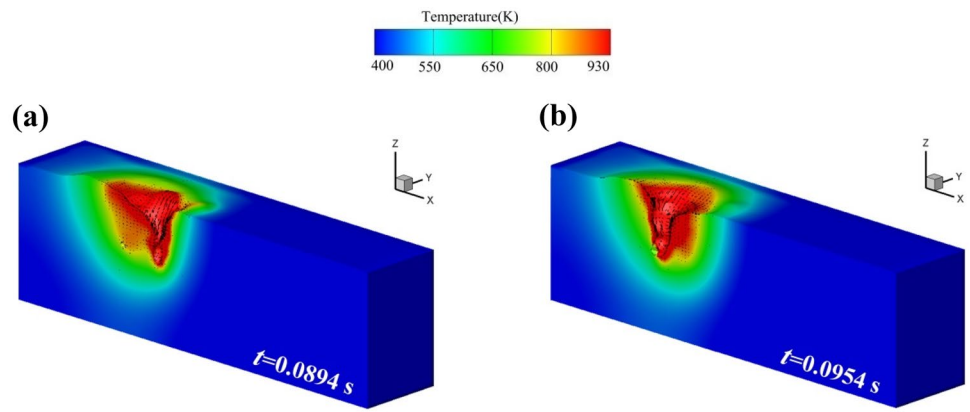 Temperature(K)
400 550 650 800 930
(a)
(b)
Z
Y
X
Z
Y
X
t=0.0894 s
t=0.0954 s